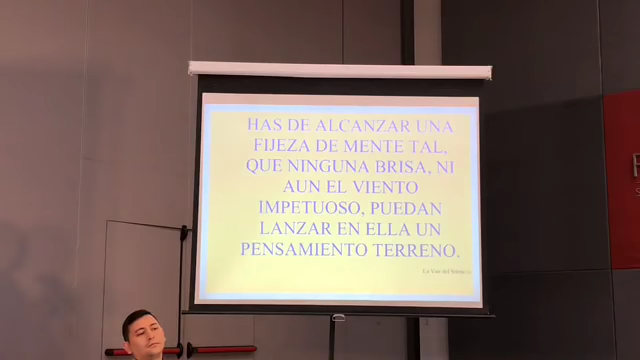 HAS DE ALCANZAR UNA
FIJEZA DE MENTE TAL,
QUE NINGUNA BRISA, NI
AUN EL VIENTO
IMPETUOSO, PUEDAN
LANZAR EN ELLA UN
PENSAMIENTO TERRENO.
La Voz del Silencio